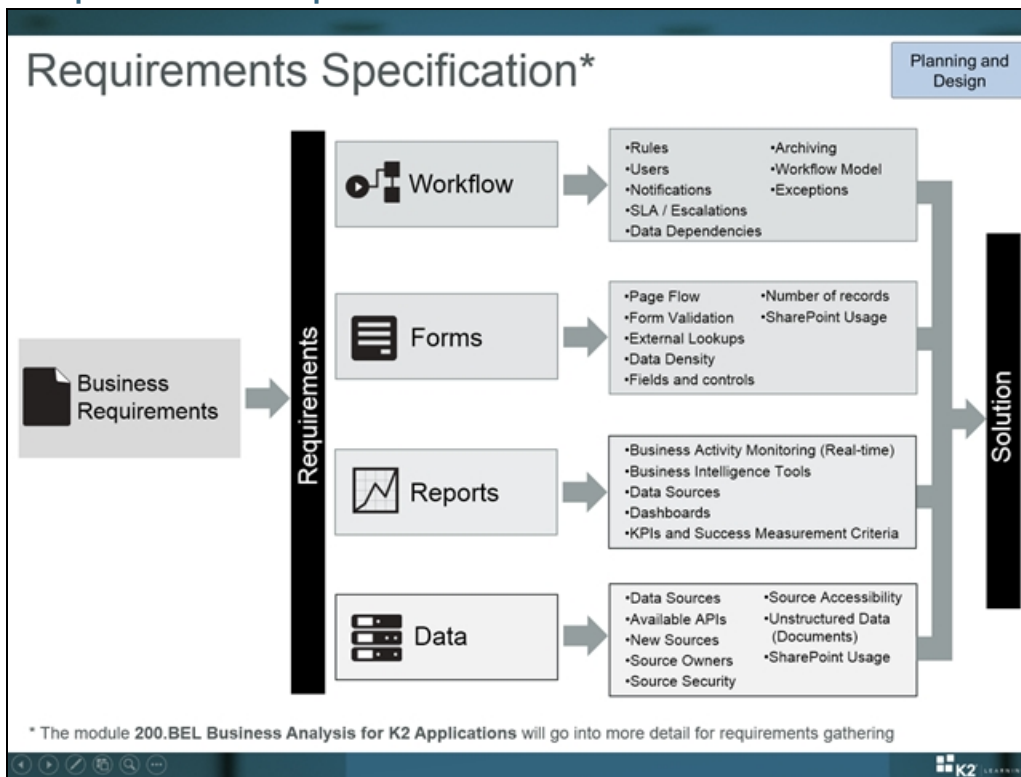 Requirements Specification*
Planning and
Design
Business
Requirements
Requirements
Workflow
•Rules
•Users
•Notifications
•SLA / Escalations
•Data Dependencies
•Archiving
•Workflow Model
•Exceptions
Forms
•Page Flow
•Form Validation
•External Lookups
•Data Density
•Fields and controls
•Number of records
•SharePoint Usage
Reports
•Business Activity Monitoring (Real-time)
•Business Intelligence Tools
•Data Sources
•Dashboards
•KPIs and Success Measurement Criteria
Data
•Data Sources
•Available APIs
•New Sources
•Source Owners
•Source Security
•Source Accessibility
•Unstructured Data
(Documents)
•SharePoint Usage
Solution
* The module 200.BEL Business Analysis for K2 Applications will go into more detail for requirements gathering
K2